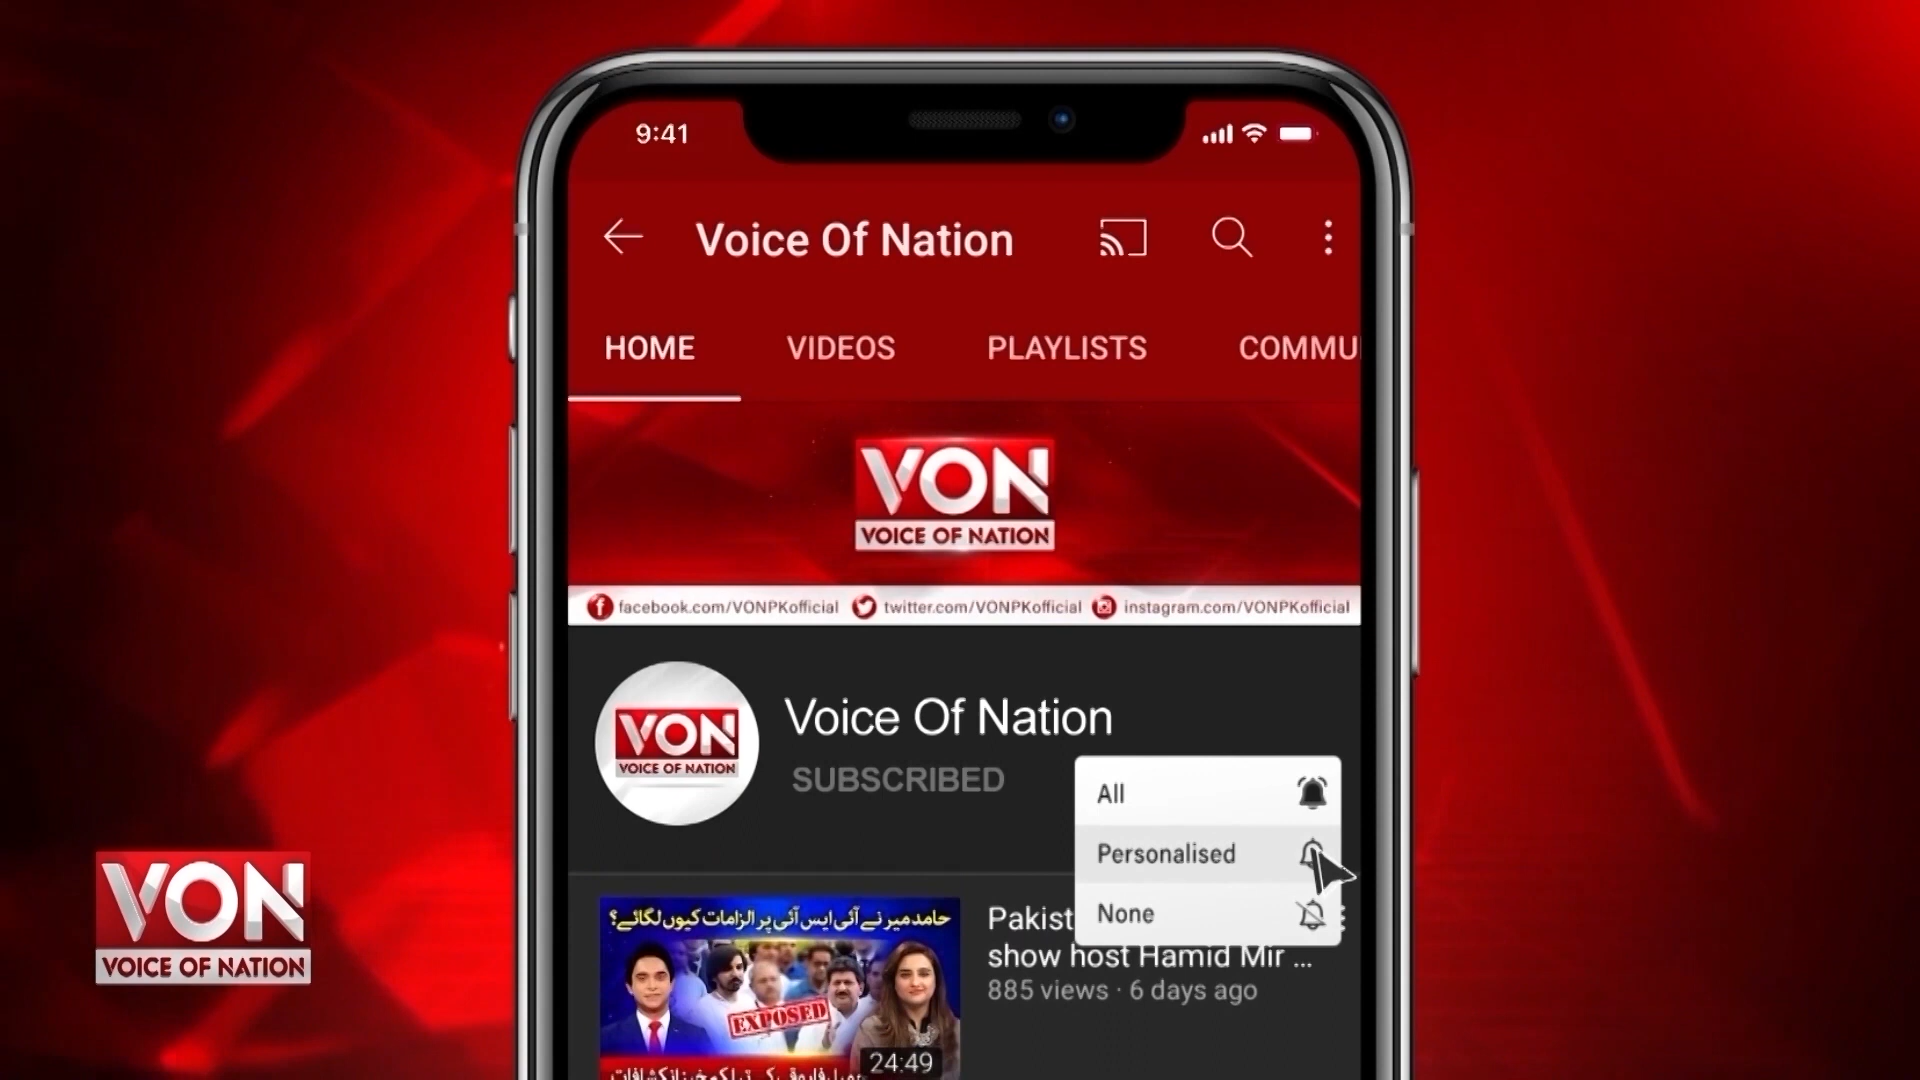 9:41
Voice Of Nation
HOME
VIDEOS
PLAYLISTS
COMMU
VON
VOICE OF NATION
facebook.com/VONPKofficial
twitter.com/VONPKofficial
instagram.com/VONPKofficial
VON
VOICE OF NATION
Voice Of Nation
SUBSCRIBED
All
Personalised
None
حامد میر نے آئی ایس آئی پر الزامات کیوں لگائے؟
EXPOSED
24:49
Pakist
show host Hamid Mir ...
885 views · 6 days ago
VON
VOICE OF NATION